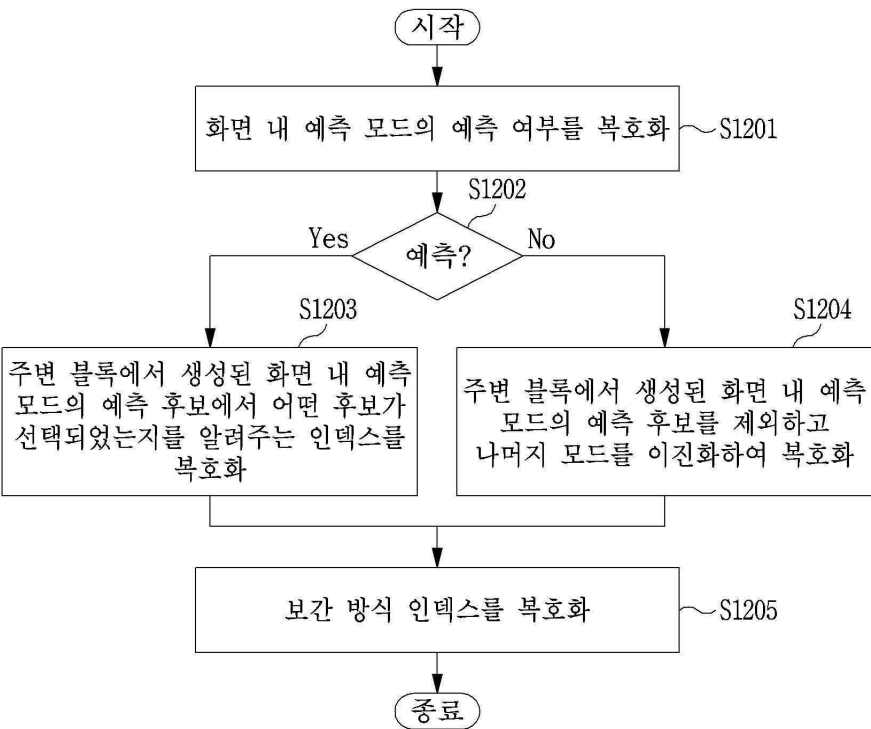 시작
화면 내 예측 모드의 예측 여부를 복호화
S1201
S1202
예측?
Yes
No
S1203
주변 블록에서 생성된 화면 내 예측
모드의 예측 후보에서 어떤 후보가
선택되었는지를 알려주는 인덱스를
복호화
S1204
주변 블록에서 생성된 화면 내 예측
모드의 예측 후보를 제외하고
나머지 모드를 이진화하여 복호화
보간 방식 인덱스를 복호화
S1205
종료